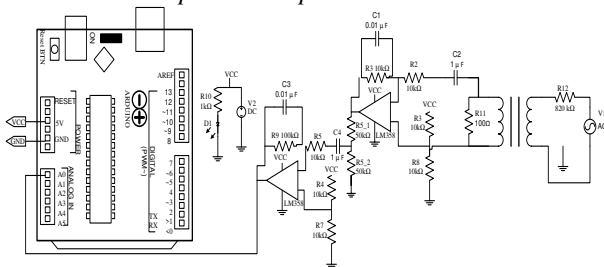 Reset BTN
ON
AREF
13
12
~11
~10
~9
8
7
~6
~5
4
~3
2
TX >1
RX <0
ARDUINO
DIGITAL
(PWM~)
RESET
5V
GND
POWER
VCC
GND
ANALOG IN
A0
A1
A2
A3
A4
A5
VCC
R10
1kΩ
D1
V2
DC
C3
0.01 µF
R9 100kΩ
R5
10kΩ
C4
1 µF
VCC
LM358
VCC
R4
10kΩ
R7
10kΩ
C1
0.01 µF
R3 10kΩ
R2
10kΩ
C2
1 µF
VCC
LM358
R5_1
50kΩ
R5_2
50kΩ
VCC
R3
10kΩ
R8
10kΩ
R11
100Ω
R12
820 kΩ